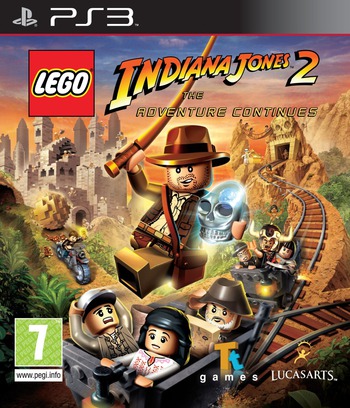 PS3
LEGO
INDIANA JONES 2
THE
ADVENTURE CONTINUES
7
www.pegi.info
Tt
games
LUCASARTS